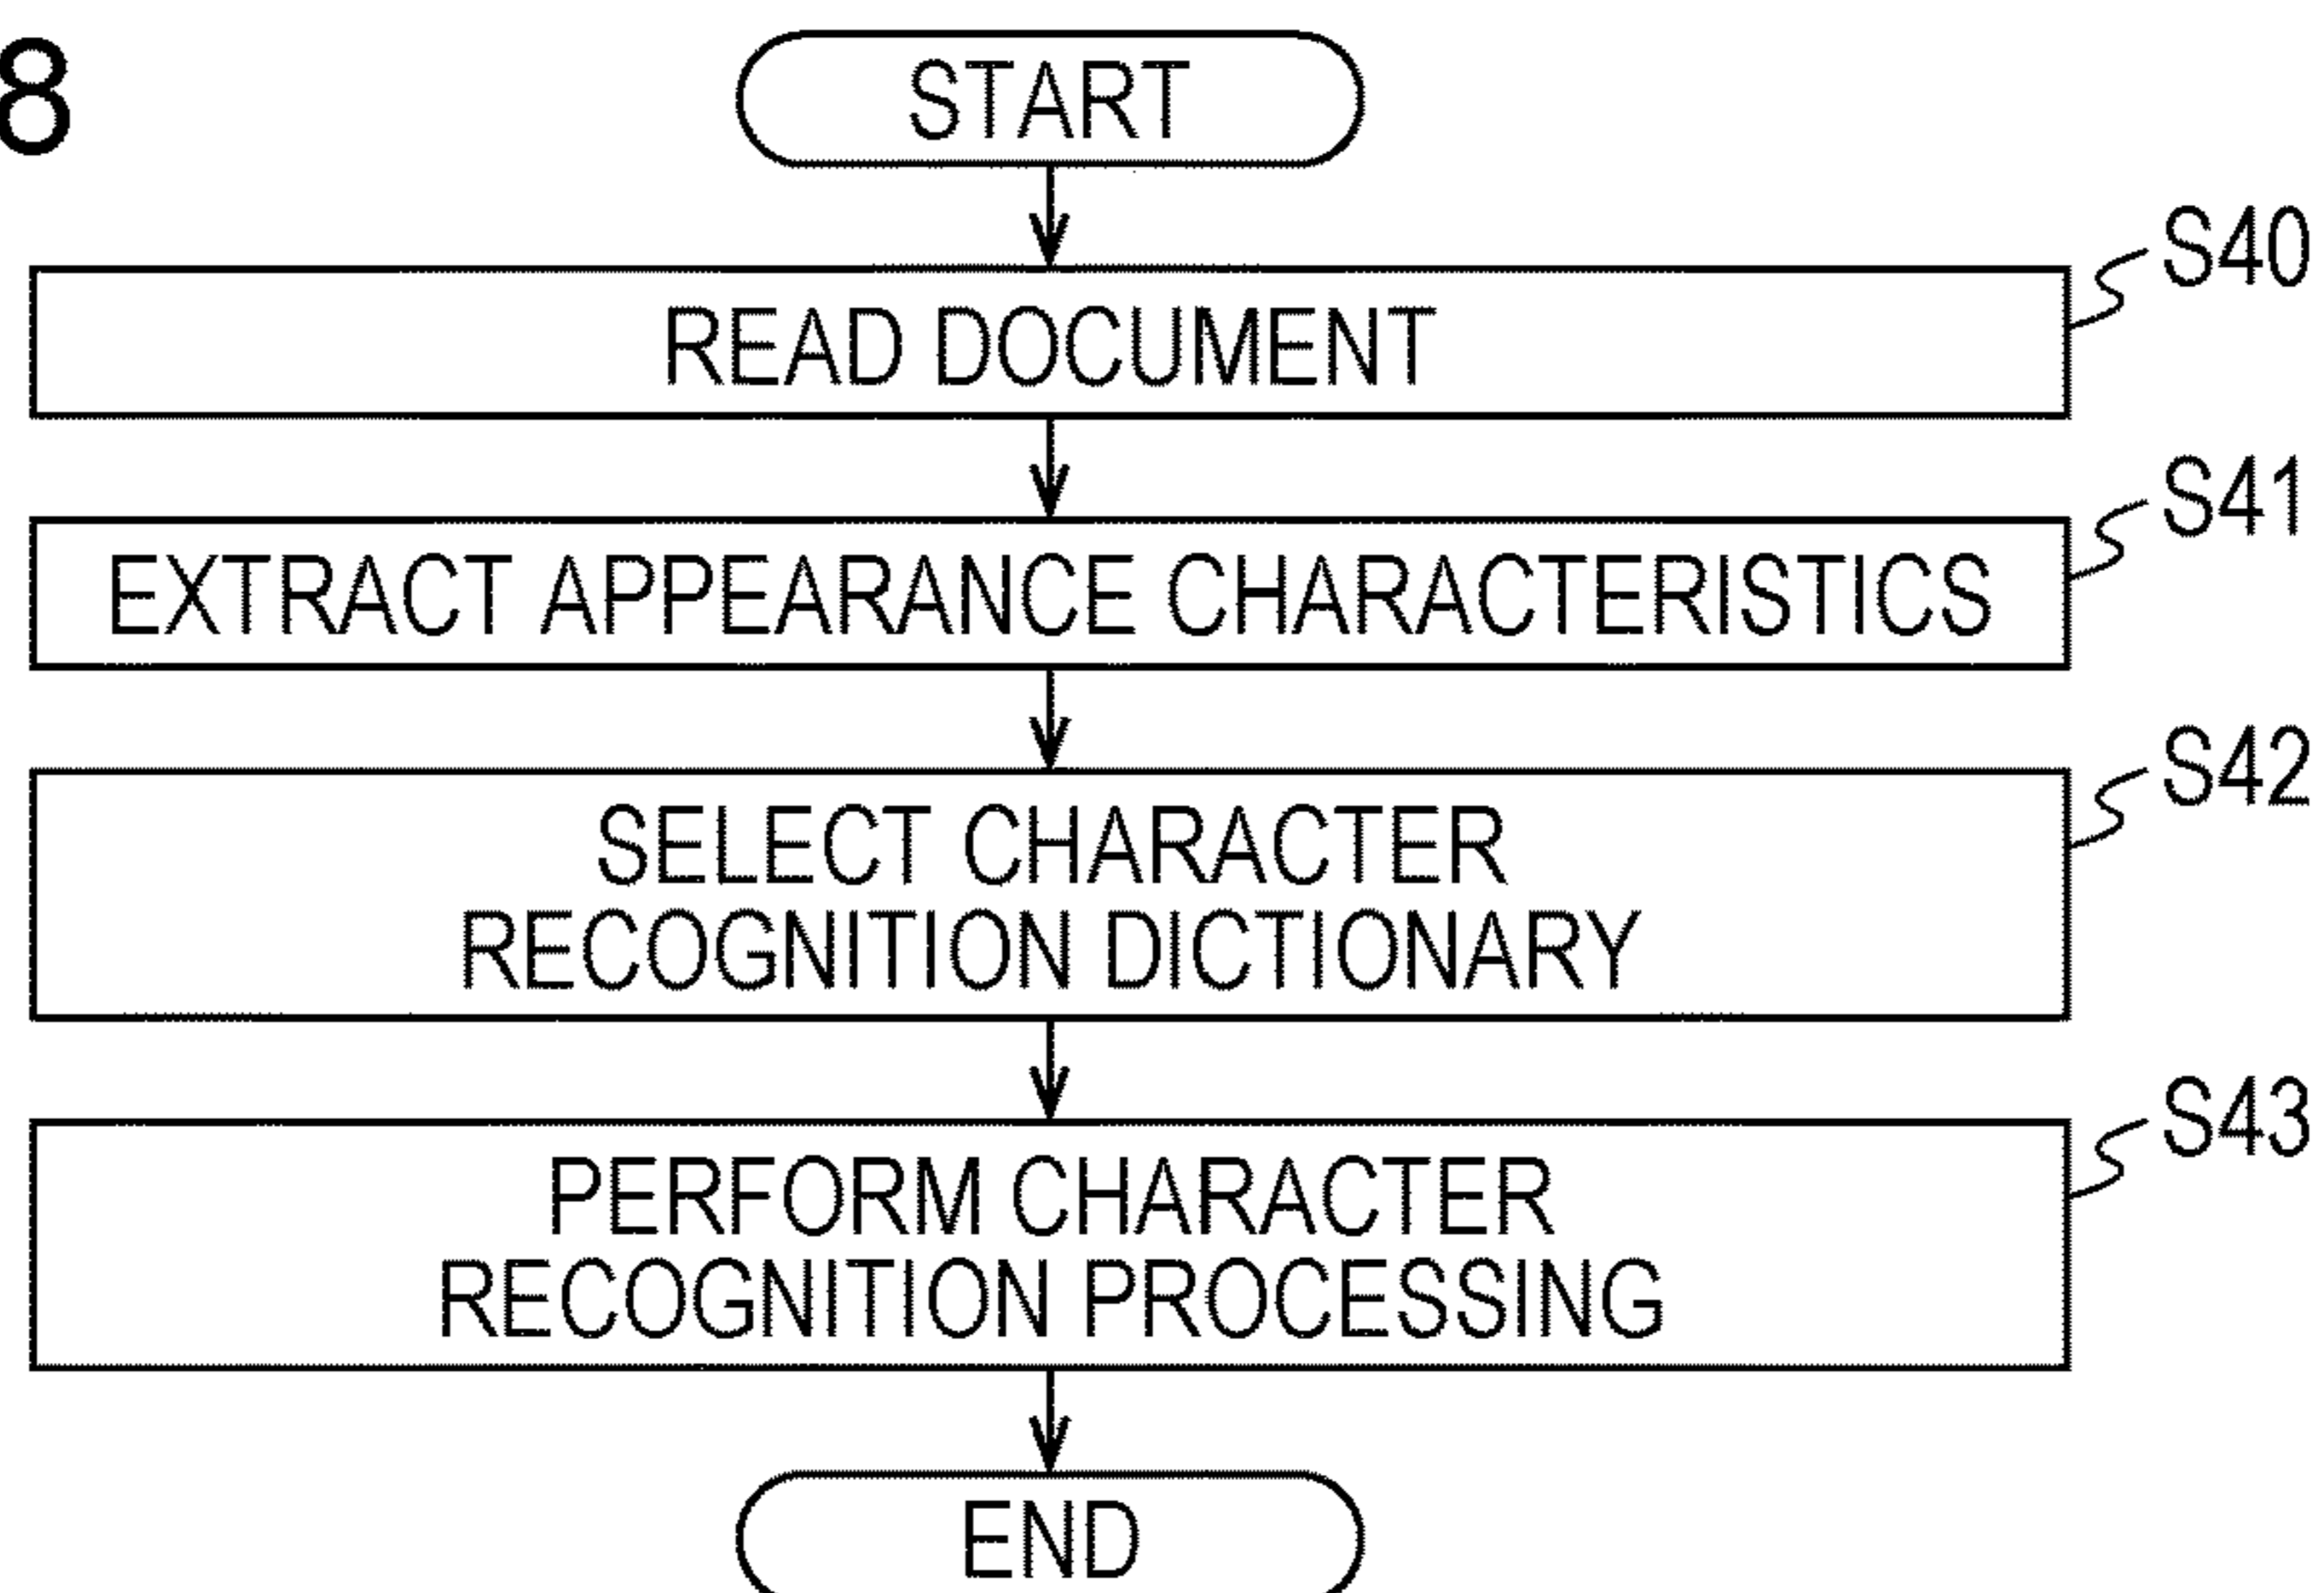 8
START
S40
READ DOCUMENT
S41
EXTRACT APPEARANCE CHARACTERISTICS
S42
SELECT CHARACTER
RECOGNITION DICTIONARY
S43
PERFORM CHARACTER
RECOGNITION PROCESSING
END